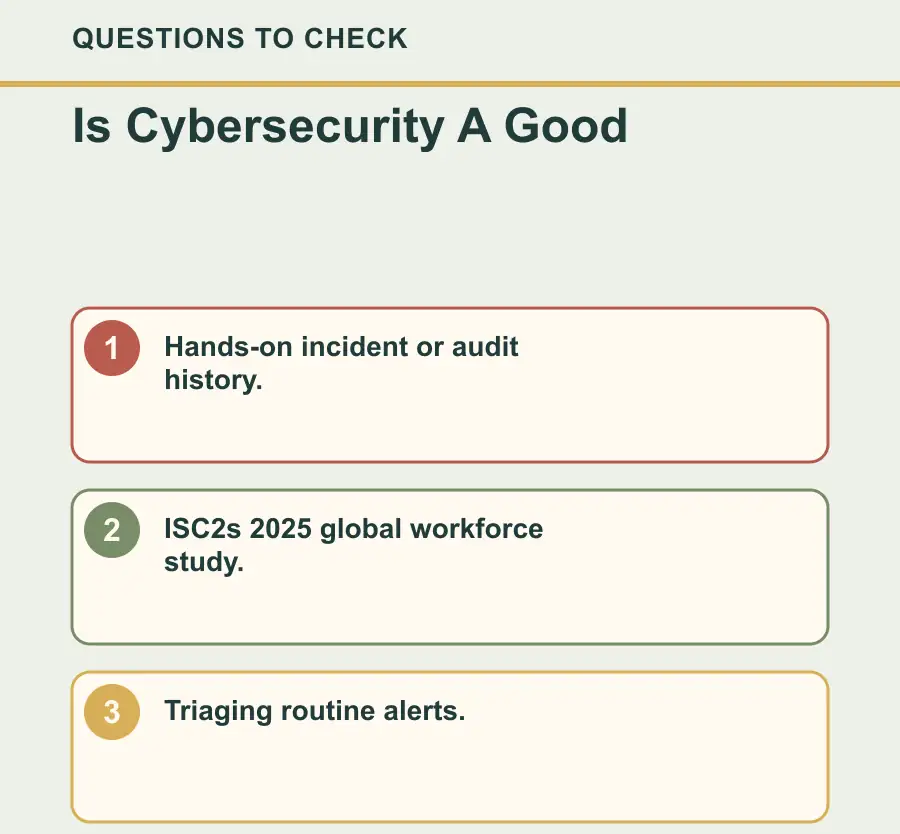 QUESTIONS TO CHECK
Is Cybersecurity A Good
1
Hands-on incident or audit
history.
2
ISC2s 2025 global workforce
study.
3
Triaging routine alerts.